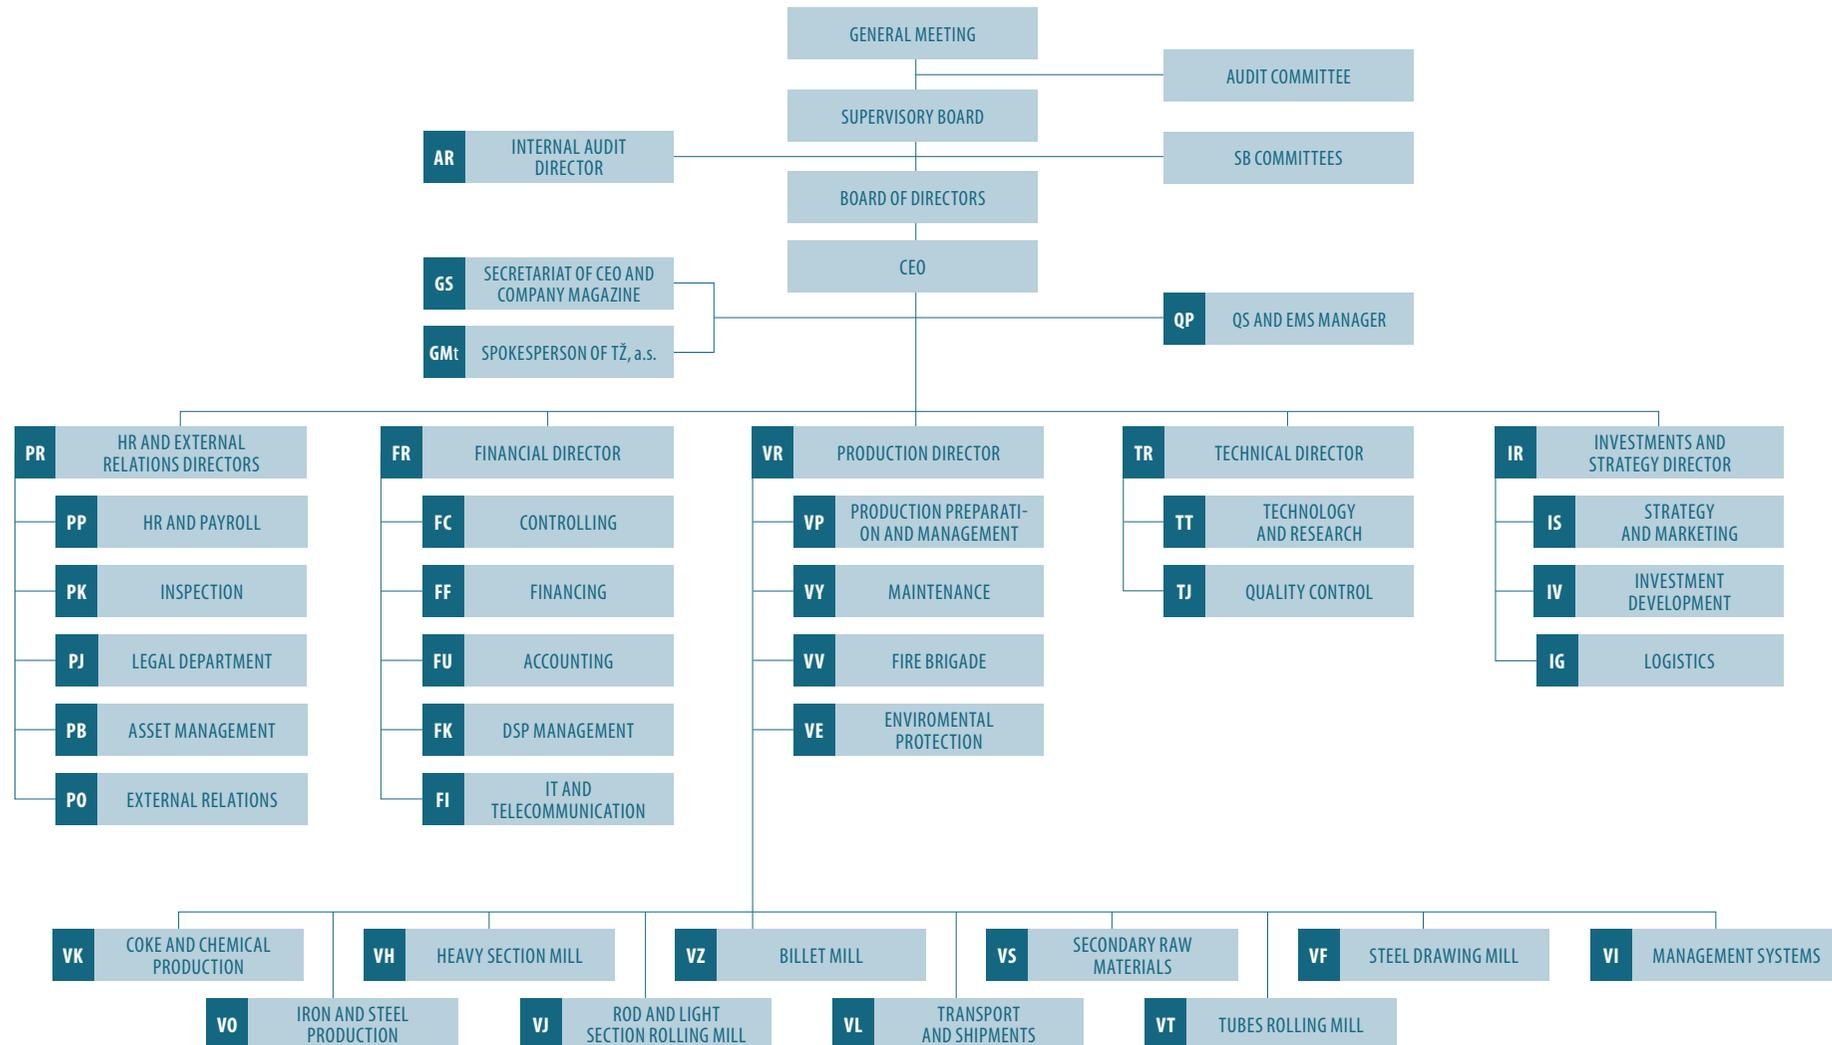 GENERAL MEETING
AUDIT COMMITTEE
SUPERVISORY BOARD
AR
INTERNAL AUDIT
DIRECTOR
SB COMMITTEES
BOARD OF DIRECTORS
CEO
GS
SECRETARIAT OF CEO AND
COMPANY MAGAZINE
QP
QS AND EMS MANAGER
GMt
SPOKESPERSON OF TŽ, a.s.
PR
HR AND EXTERNAL
RELATIONS DIRECTORS
FR
FINANCIAL DIRECTOR
VR
PRODUCTION DIRECTOR
TR
TECHNICAL DIRECTOR
IR
INVESTMENTS AND
STRATEGY DIRECTOR
PP
HR AND PAYROLL
FC
CONTROLLING
VP
PRODUCTION PREPARATI-
ON AND MANAGEMENT
TT
TECHNOLOGY
AND RESEARCH
IS
STRATEGY
AND MARKETING
PK
INSPECTION
FF
FINANCING
VY
MAINTENANCE
TJ
QUALITY CONTROL
IV
INVESTMENT
DEVELOPMENT
PJ
LEGAL DEPARTMENT
FU
ACCOUNTING
VV
FIRE BRIGADE
IG
LOGISTICS
PB
ASSET MANAGEMENT
FK
DSP MANAGEMENT
VE
ENVIROMENTAL
PROTECTION
PO
EXTERNAL RELATIONS
FI
IT AND
TELECOMMUNICATION
VK
COKE AND CHEMICAL
PRODUCTION
VH
HEAVY SECTION MILL
VZ
BILLET MILL
VS
SECONDARY RAW
MATERIALS
VF
STEEL DRAWING MILL
VI
MANAGEMENT SYSTEMS
VO
IRON AND STEEL
PRODUCTION
VJ
ROD AND LIGHT
SECTION ROLLING MILL
VL
TRANSPORT
AND SHIPMENTS
VT
TUBES ROLLING MILL